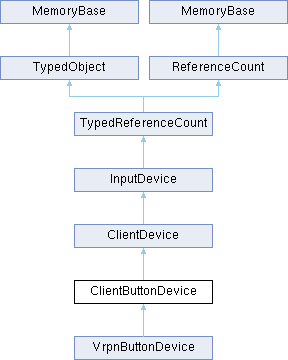 MemoryBase MemoryBase
TypedObject ReferenceCount
TypedReferenceCount
InputDevice
ClientDevice
ClientButtonDevice
VrpnButtonDevice